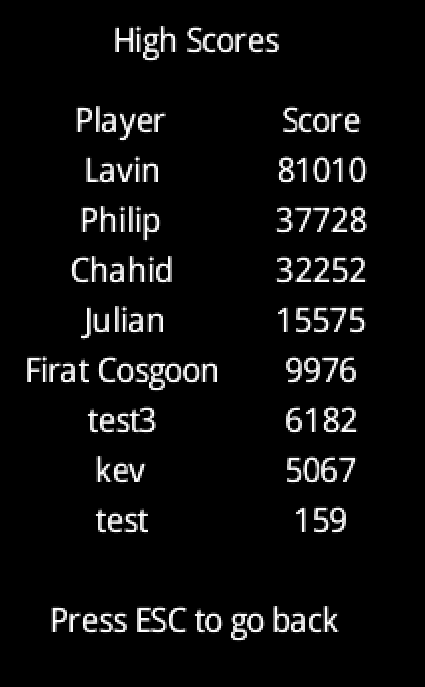 High Scores
Player Score
Lavin 81010
Philip 37728
Chahid 32252
Julian 15575
Firat Cosgoon 9976
test3 6182
kev 5067
test 159
Press ESC to go back